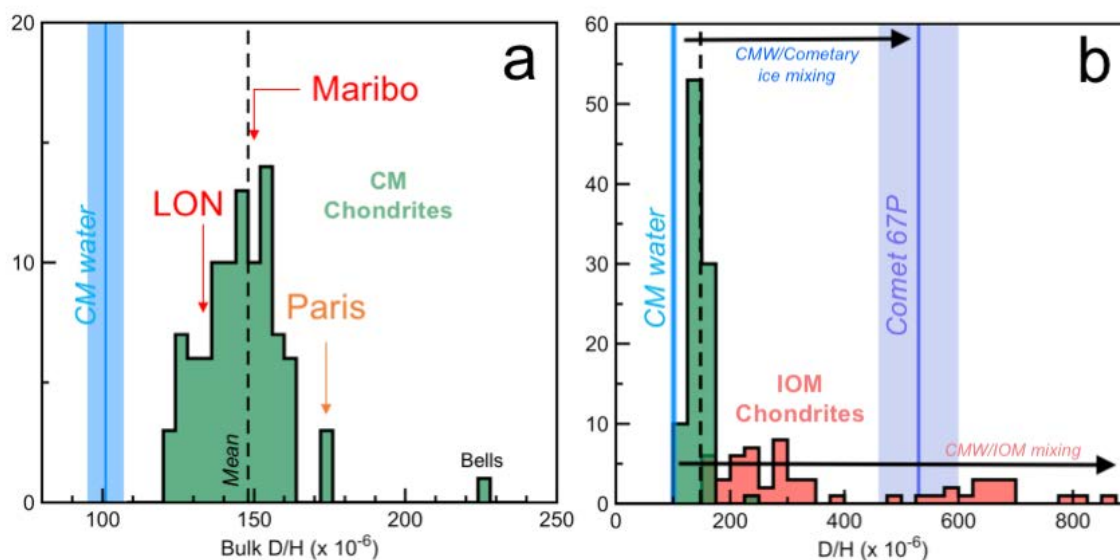 a
20
10
0
100
150
200
250
Bulk D/H (x 10⁻⁶)
CM water
LON
Maribo
CM
Chondrites
Paris
Mean
Bells
b
60
50
40
30
20
10
0
0
200
400
600
800
D/H (x 10⁻⁶)
CM water
CMW/Cometary
ice mixing
Comet 67P
IOM
Chondrites
CMW/IOM mixing